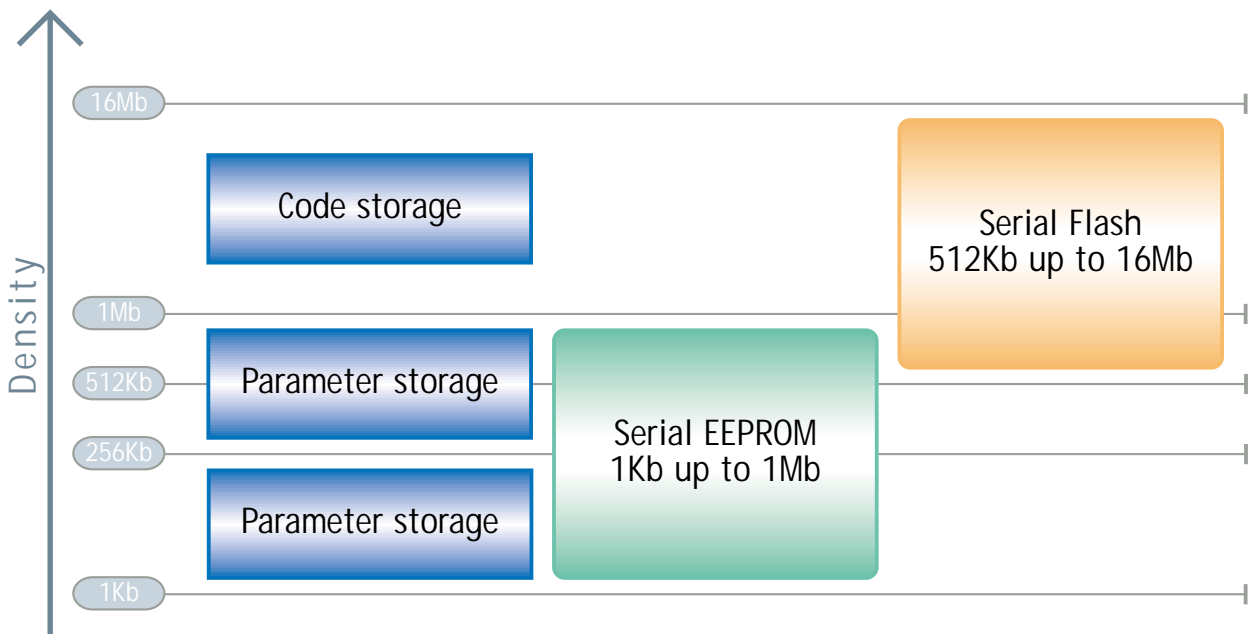 Density
16Mb
Code storage
Serial Flash
512Kb up to 16Mb
1Mb
Parameter storage
512Kb
Serial EEPROM
1Kb up to 1Mb
256Kb
Parameter storage
1Kb